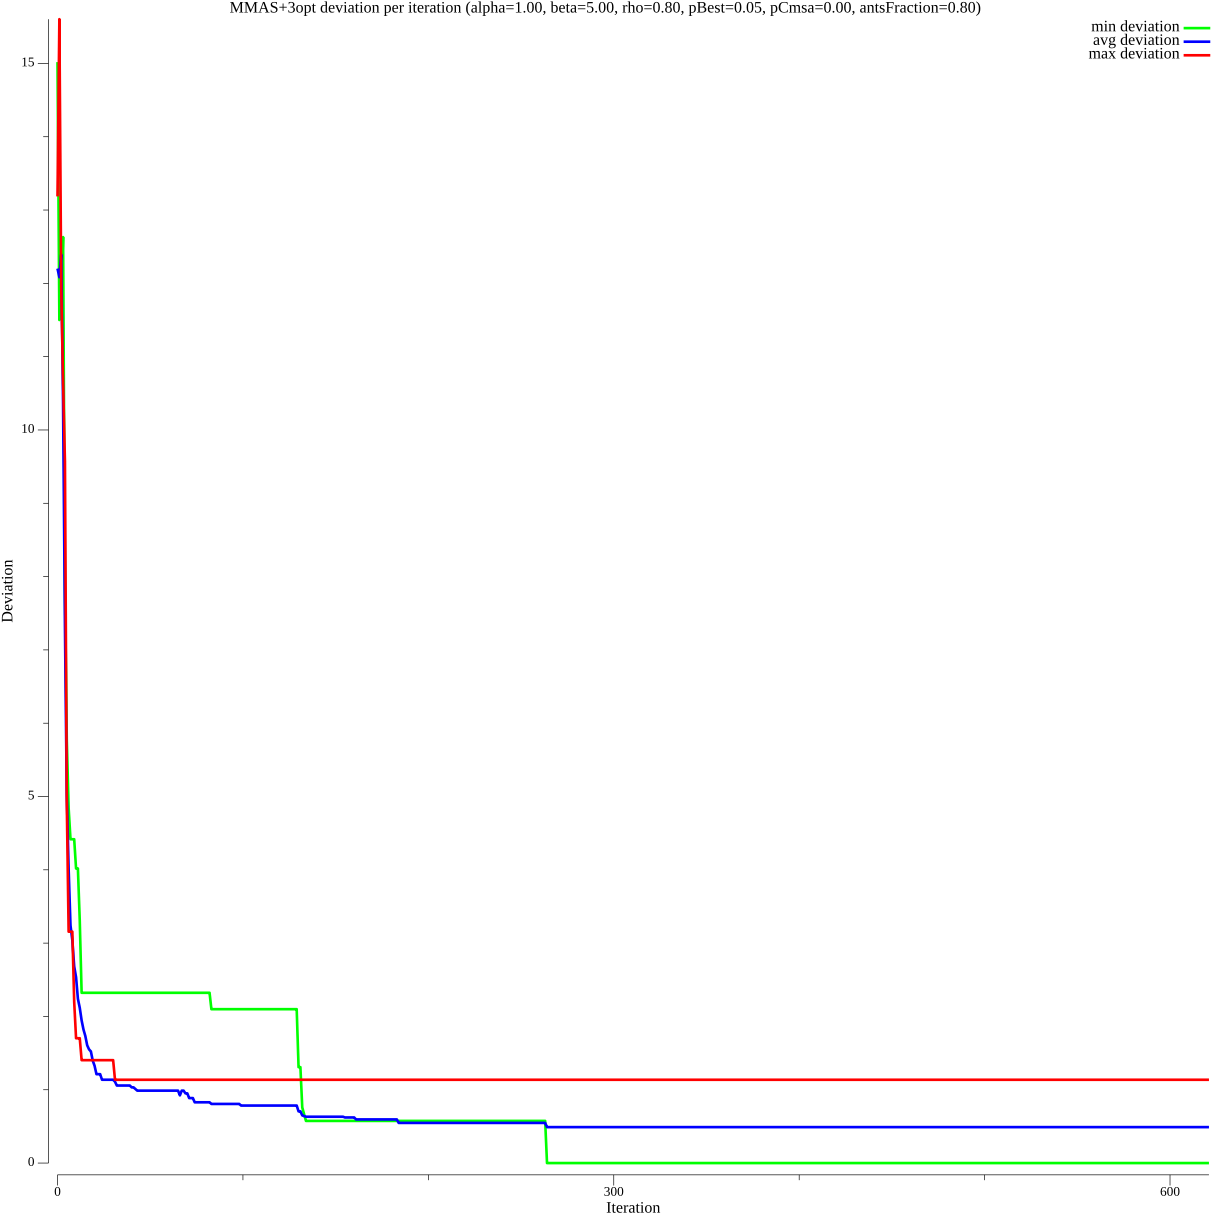 MMAS+3opt deviation per iteration (alpha=1.00, beta=5.00, rho=0.80, pBest=0.05, pCmsa=0.00, antsFraction=0.80)
min deviation
avg deviation
max deviation
15
10
5
0
Deviation
0
300
600
Iteration